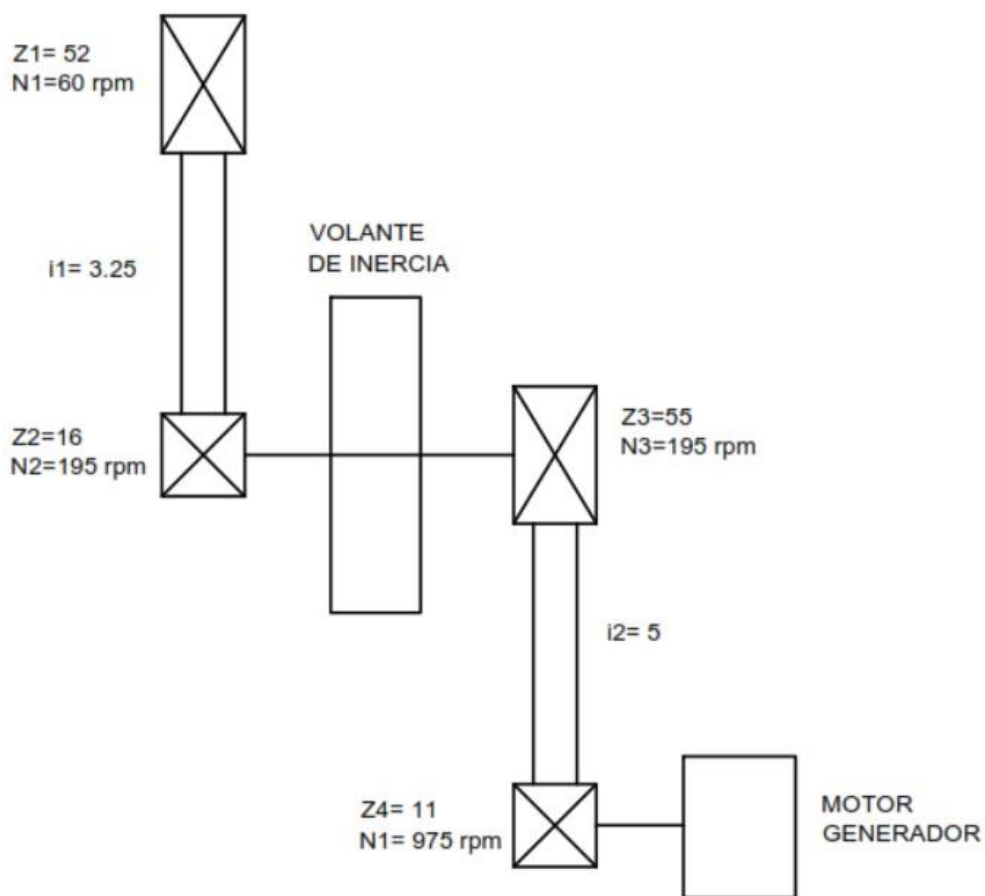 Z1= 52
N1=60 rpm
VOLANTE
DE INERCIA
i1= 3.25
Z2=16
N2=195 rpm
Z3=55
N3=195 rpm
i2= 5
Z4= 11
N1= 975 rpm
MOTOR
GENERADOR